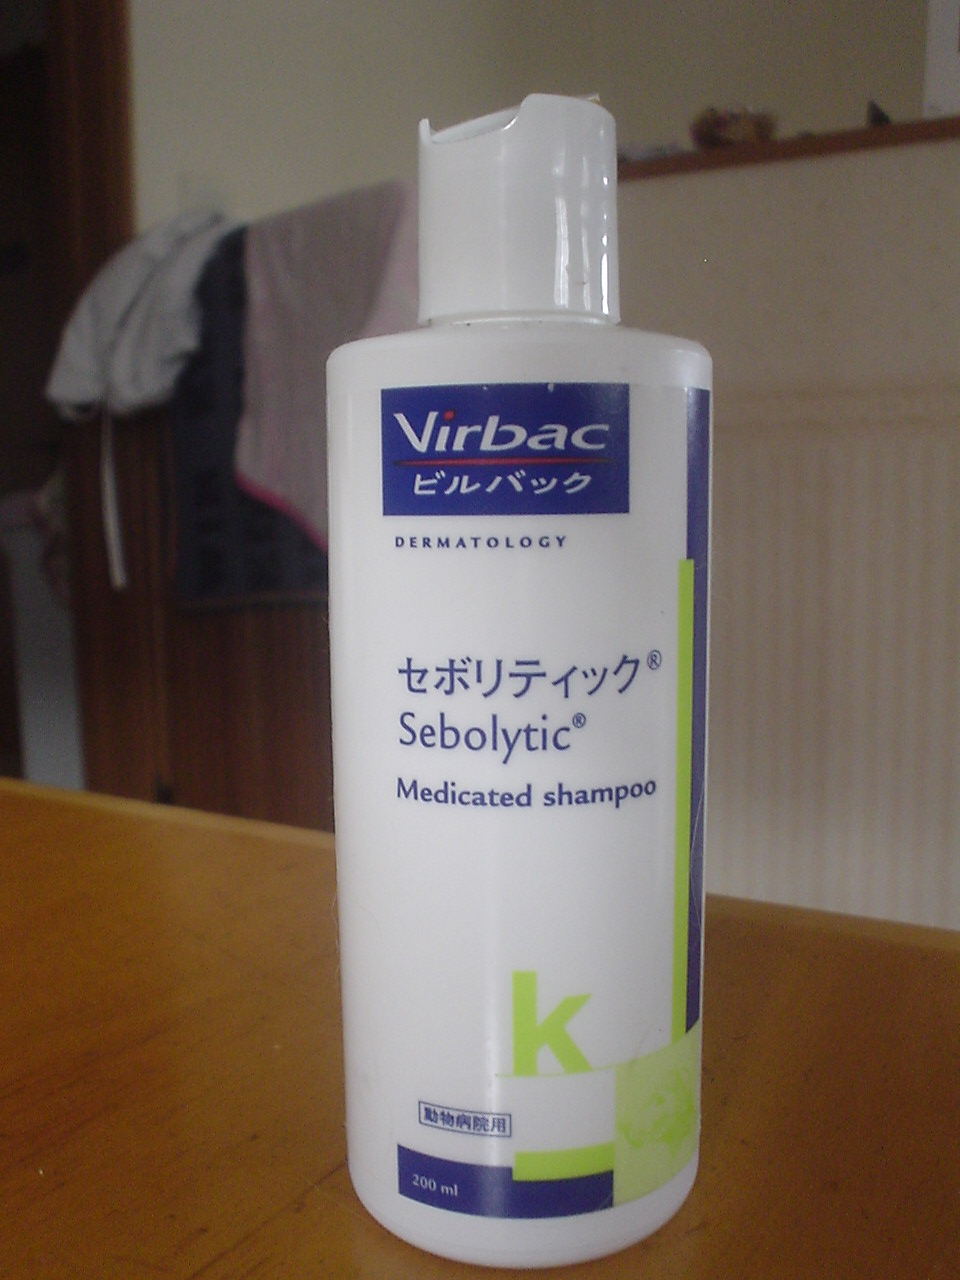 Virbac
ビルバック
DERMATOLOGY
セボリティック®
Sebolytic®
Medicated shampoo
k
動物病院用
200 ml